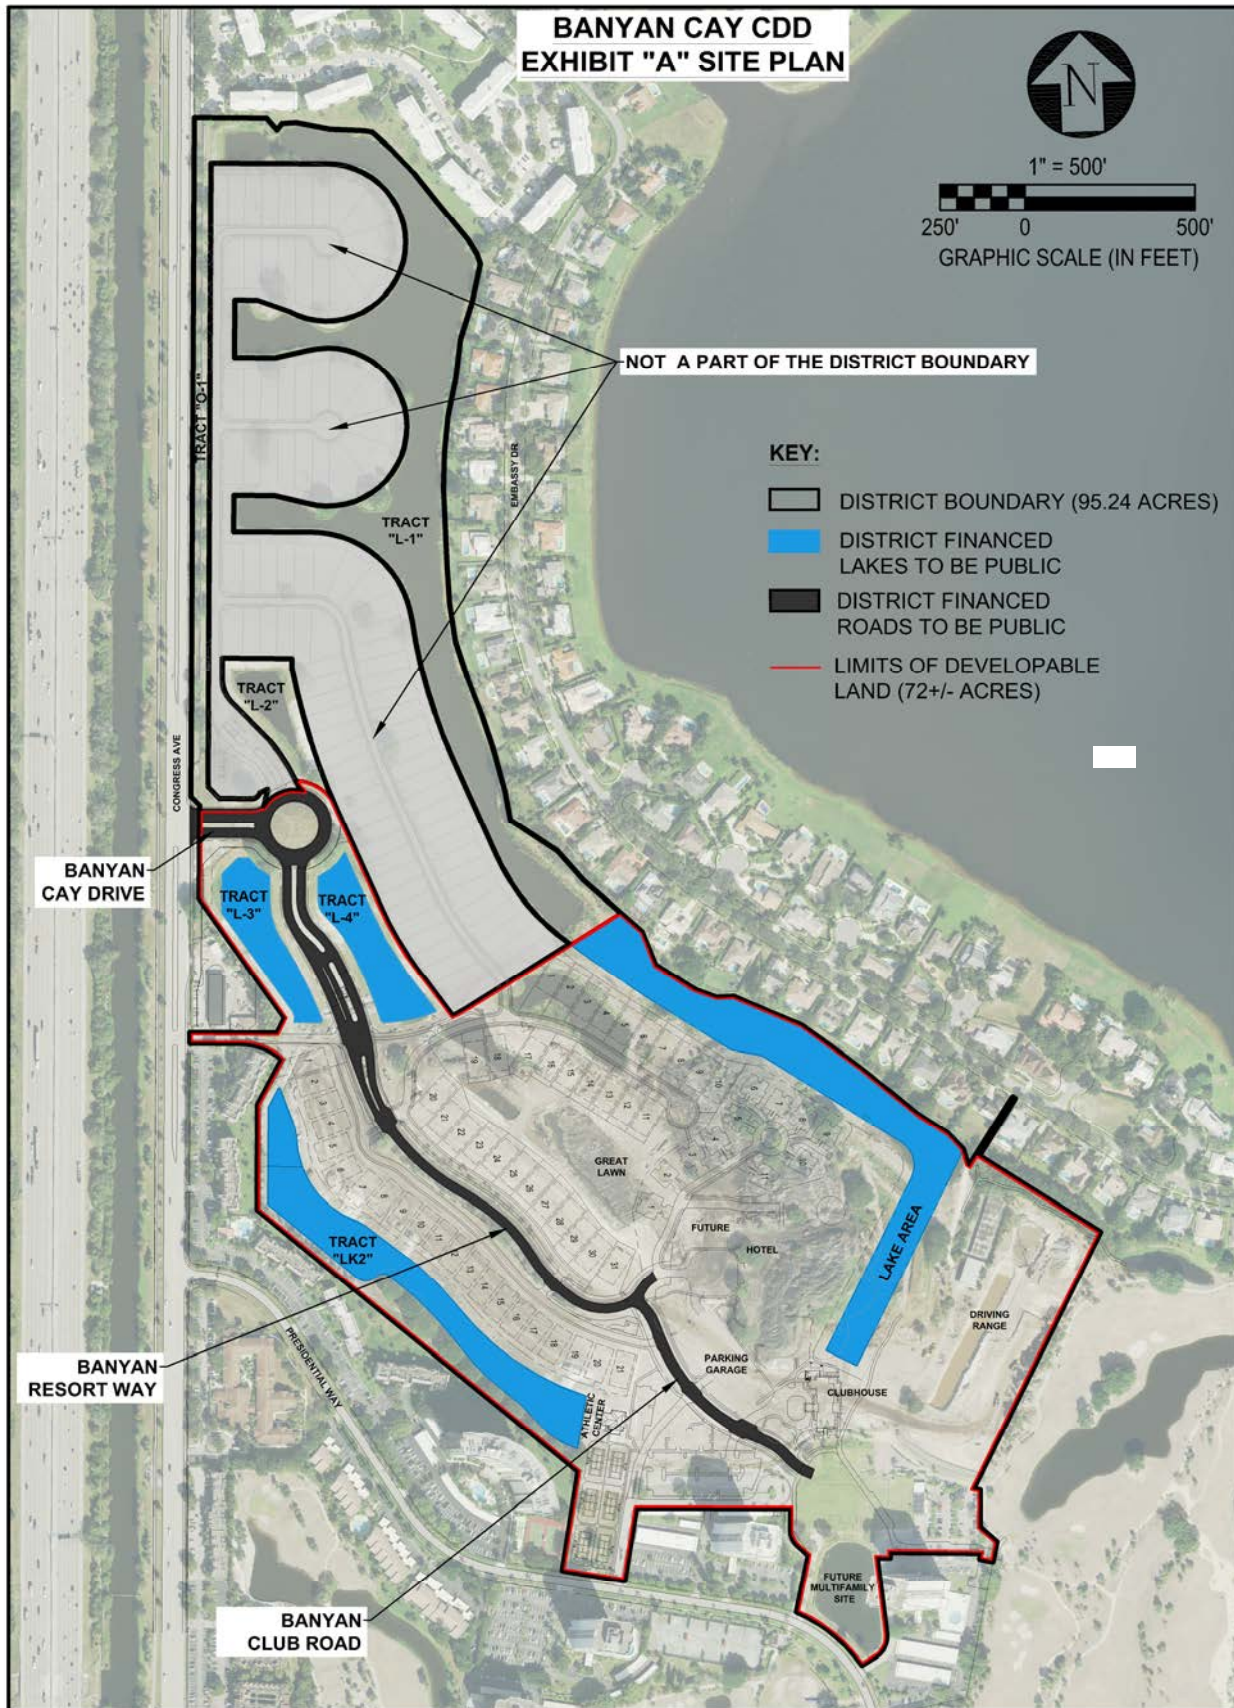 BANYAN CAY CDD
EXHIBIT "A" SITE PLAN
N
1" = 500'
250' 0 500'
GRAPHIC SCALE (IN FEET)
NOT A PART OF THE DISTRICT BOUNDARY
KEY:
DISTRICT BOUNDARY (95.24 ACRES)
DISTRICT FINANCED
LAKES TO BE PUBLIC
DISTRICT FINANCED
ROADS TO BE PUBLIC
LIMITS OF DEVELOPABLE
LAND (72+/- ACRES)
TRACT "O-1"
EMBASSY DR
TRACT
"L-1"
TRACT
"L-2"
CONGRESS AVE
BANYAN
CAY DRIVE
TRACT
"L-3"
TRACT
"L-4"
GREAT
LAWN
FUTURE
HOTEL
LAKE AREA
TRACT
"LK2"
DRIVING
RANGE
PRESIDENTIAL WAY
BANYAN
RESORT WAY
PARKING
GARAGE
CLUBHOUSE
ATHLETIC
CENTER
FUTURE
MULTIFAMILY
SITE
BANYAN
CLUB ROAD